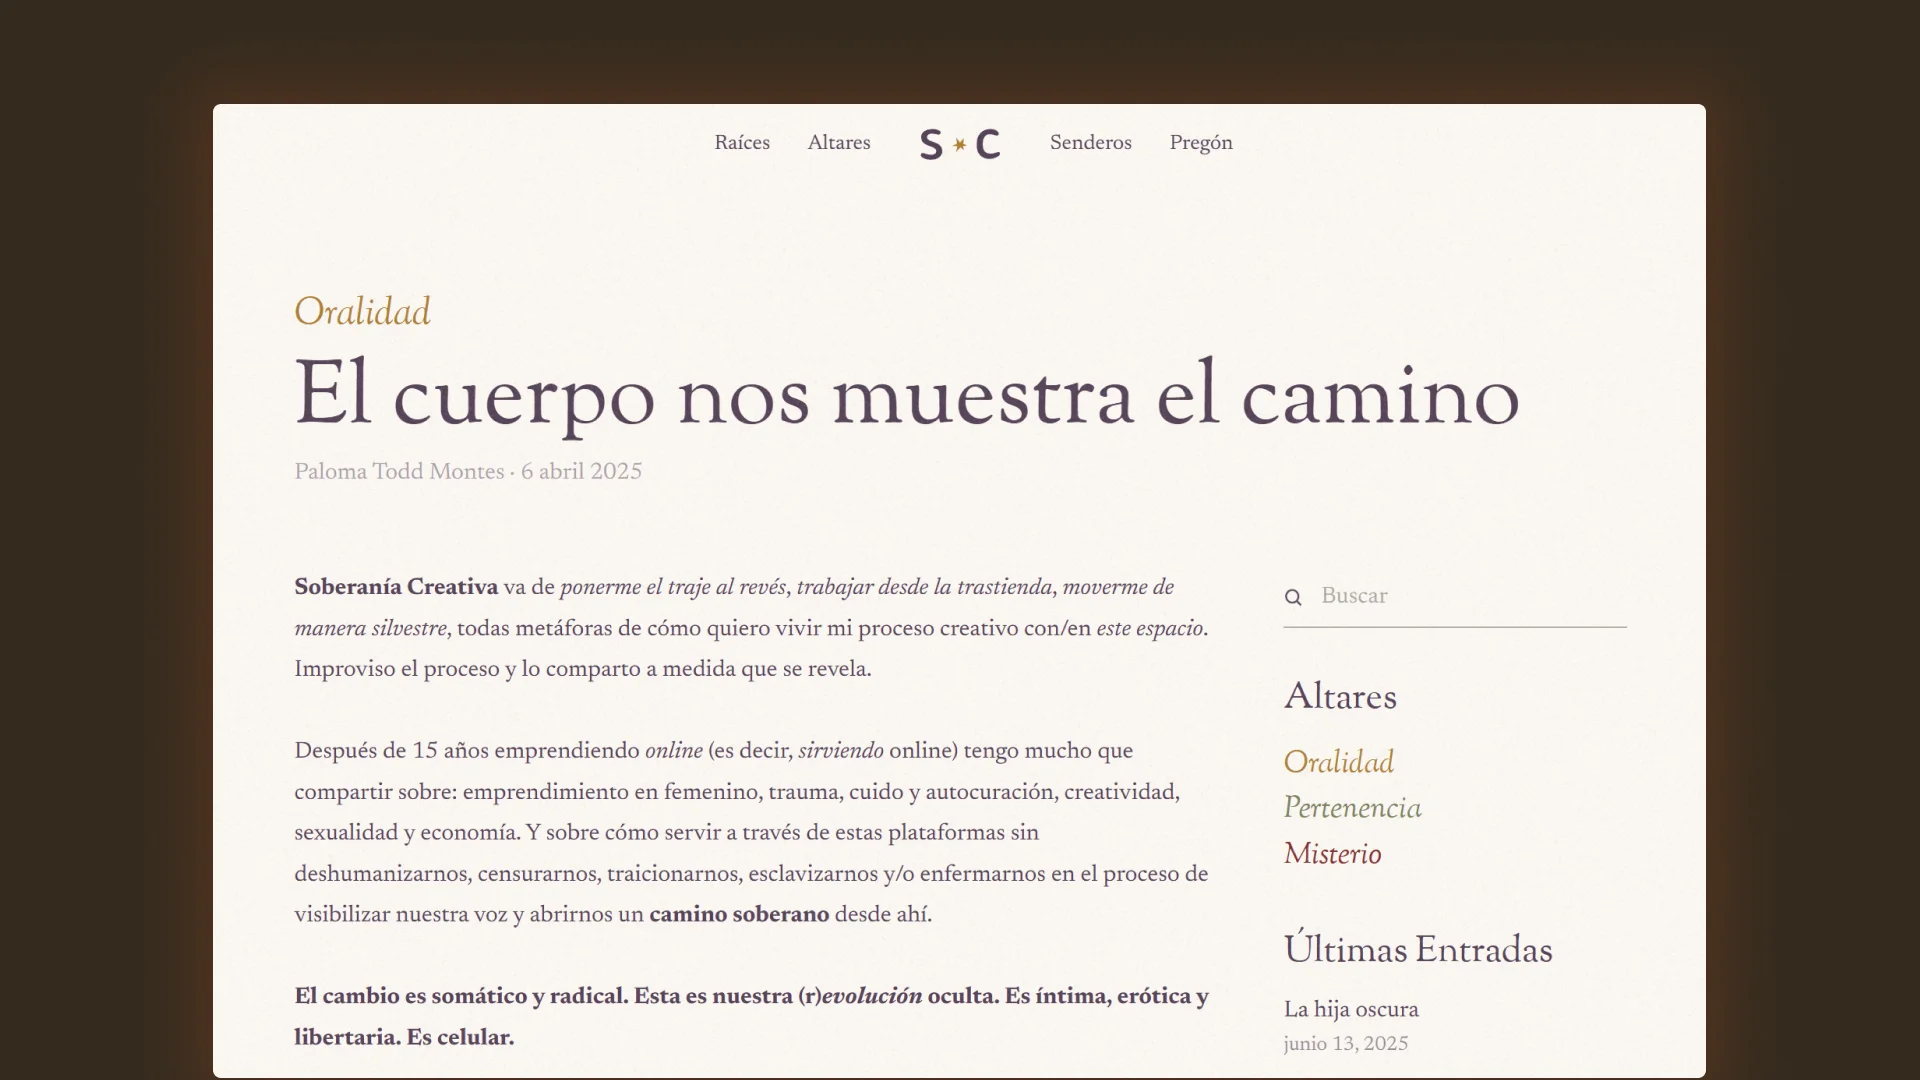 Raíces Altares S ✶ C Senderos Pregón
Oralidad
El cuerpo nos muestra el camino
Paloma Todd Montes · 6 abril 2025
Soberanía Creativa va de ponerme el traje al revés, trabajar desde la trastienda, moverme de
manera silvestre, todas metáforas de cómo quiero vivir mi proceso creativo con/en este espacio.
Improviso el proceso y lo comparto a medida que se revela.
Después de 15 años emprendiendo online (es decir, sirviendo online) tengo mucho que
compartir sobre: emprendimiento en femenino, trauma, cuido y autocuración, creatividad,
sexualidad y economía. Y sobre cómo servir a través de estas plataformas sin
deshumanizarnos, censurarnos, traicionarnos, esclavizarnos y/o enfermarnos en el proceso de
visibilizar nuestra voz y abrirnos un camino soberano desde ahí.
El cambio es somático y radical. Esta es nuestra (r)evolución oculta. Es íntima, erótica y
libertaria. Es celular.
Buscar
Altares
Oralidad
Pertenencia
Misterio
Últimas Entradas
La hija oscura
junio 13, 2025